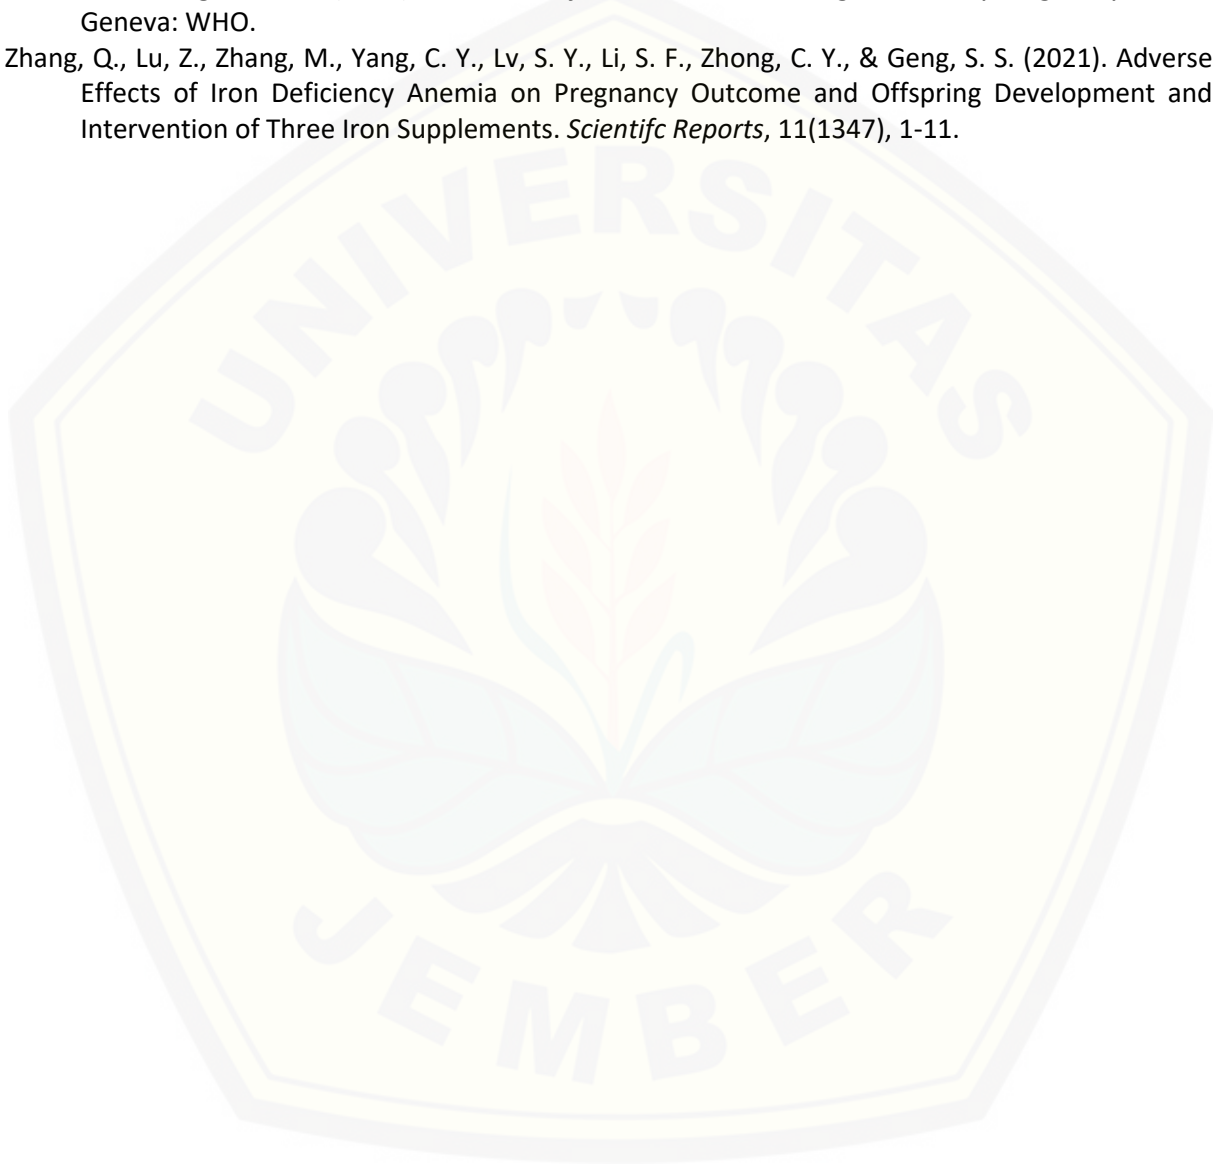 Geneva: WHO.
Zhang, Q., Lu, Z., Zhang, M., Yang, C. Y., Lv, S. Y., Li, S. F., Zhong, C. Y., & Geng, S. S. (2021). Adverse
Effects of Iron Deficiency Anemia on Pregnancy Outcome and Offspring Development and
Intervention of Three Iron Supplements. Scientifc Reports, 11(1347), 1-11.
UNIVERSITAS
JEMBER